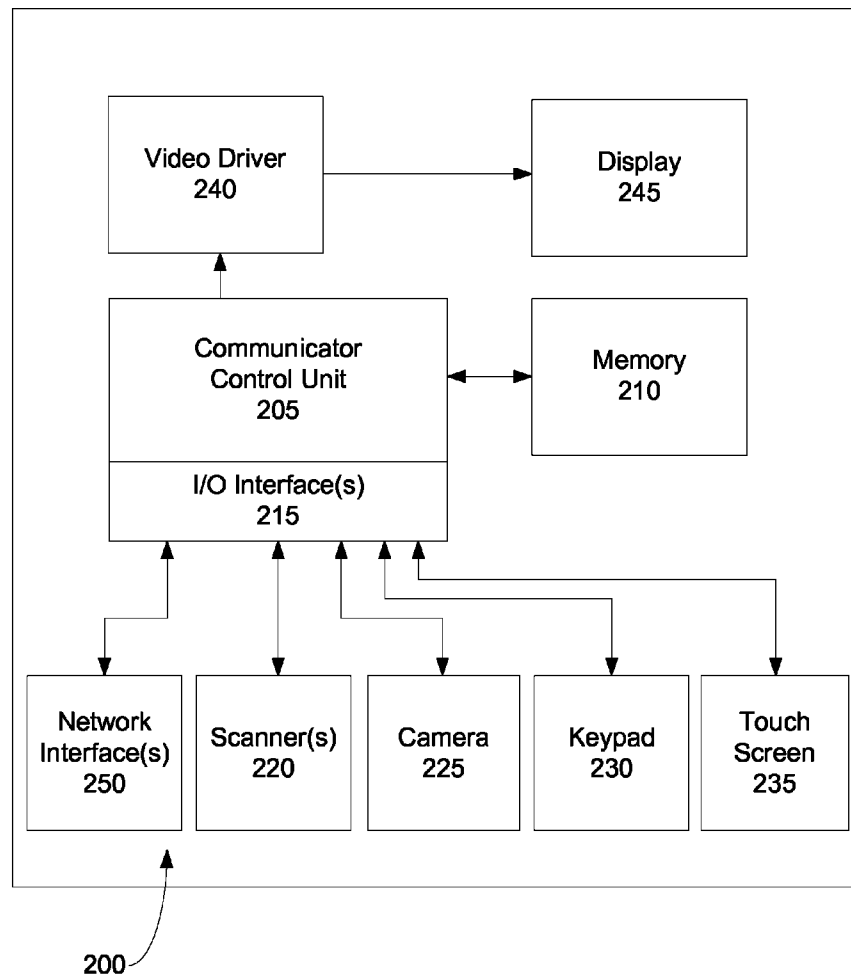 Video Driver
240
Display
245
Communicator
Control Unit
205
Memory
210
I/O Interface(s)
215
Network
Interface(s)
250
Scanner(s)
220
Camera
225
Keypad
230
Touch
Screen
235
200